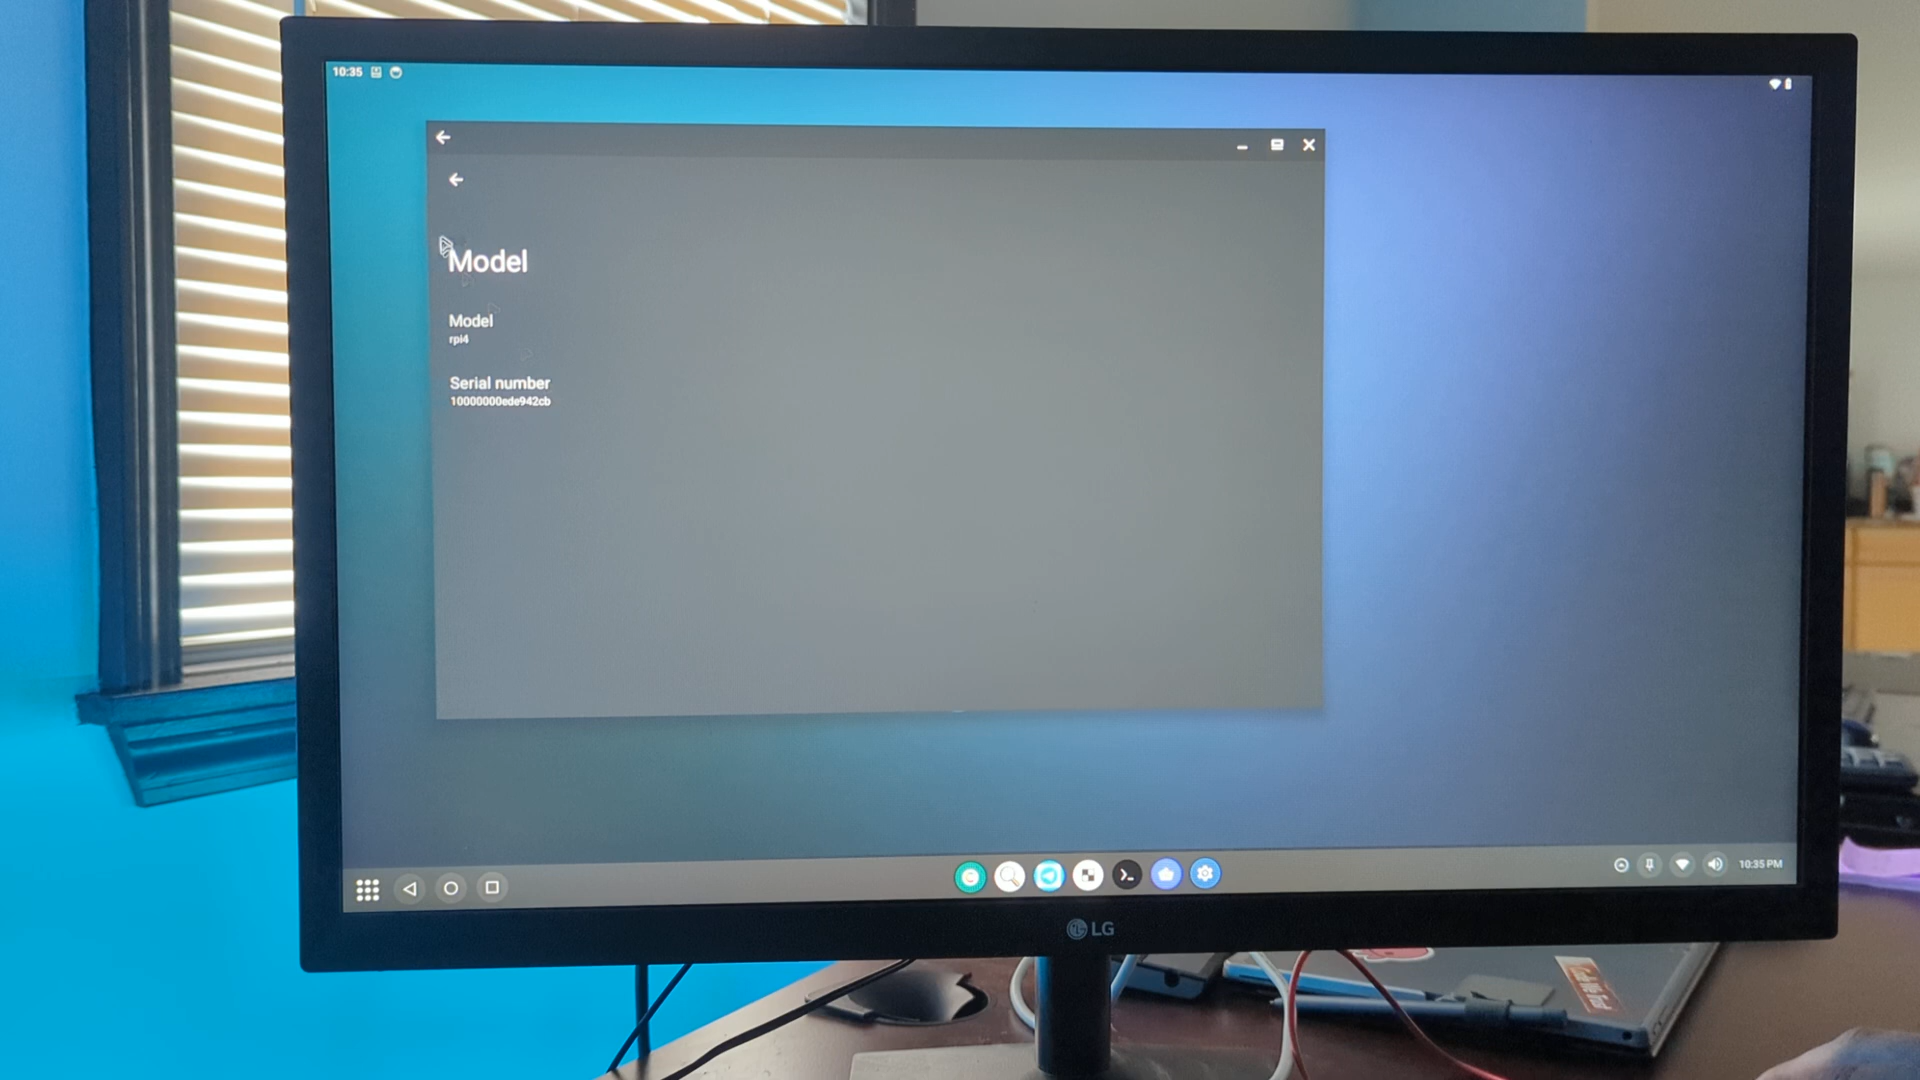 10:35
Model
Model
rpi4
Serial number
10000000ede942cb
10:35 PM
LG